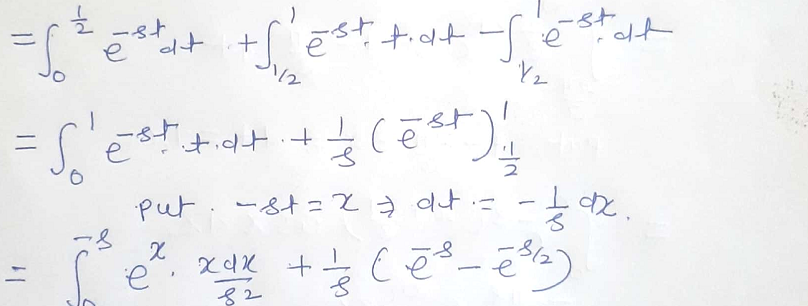 = ∫₀^{1/2} e^{-st} dt + ∫_{1/2}^{1} e^{-st} . t . dt - ∫_{1/2}^{1} e^{-st} . dt
= ∫₀^{1} e^{-st} . t . dt + 1/s (e^{-st})_{1/2}^{1}
put . -st = x ⇒ dt = - 1/s dx.
= ∫₀^{-s} e^{x} . x dx / s2 + 1/s (e^{-s} - e^{-s/2})